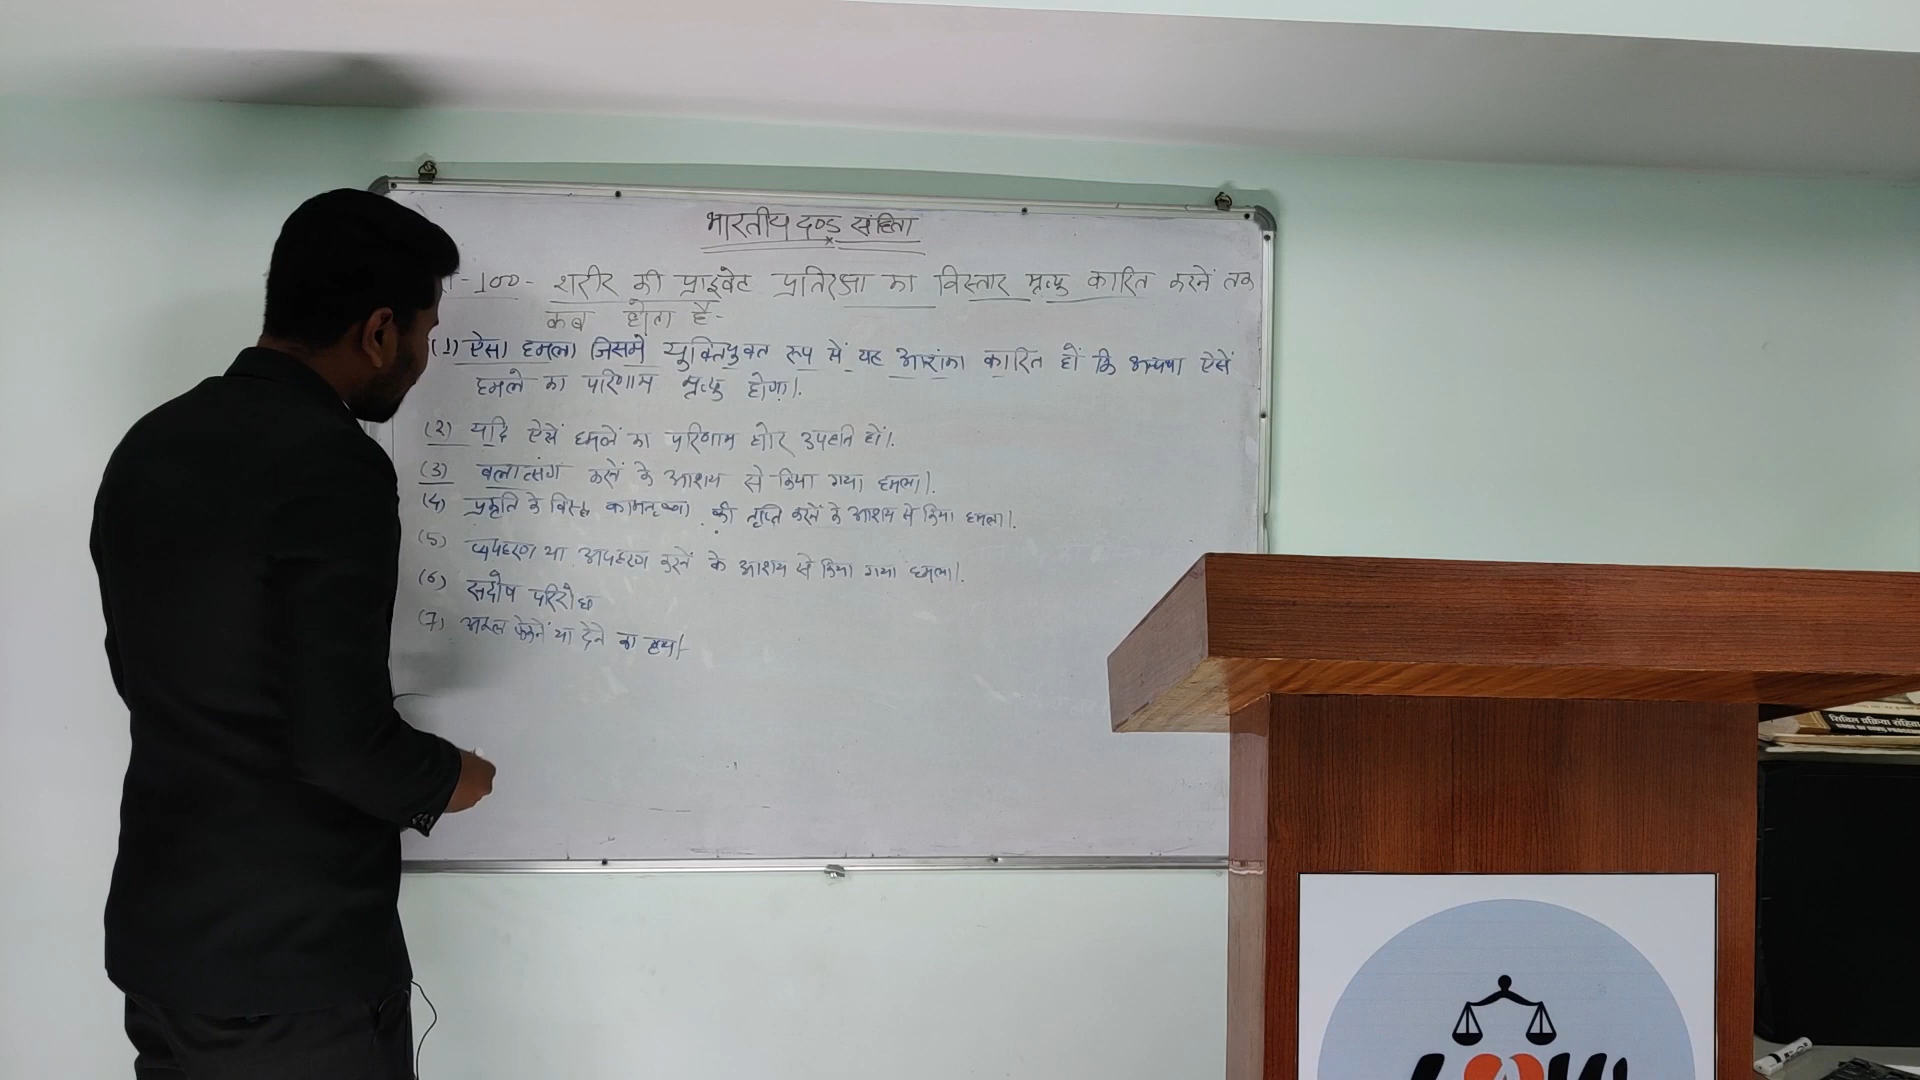 भारतीय दण्ड संहिता
-100- शरीर की प्राइवेट प्रतिरक्षा का विस्तार मृत्यु कारित करनें तक
कब होता है-
(1) ऐसा हमला जिसमें युक्तियुक्त रूप में यह आशंका कारित हों कि अन्यथा ऐसें
हमले का परिणाम मृत्यु होगा।
(2) यदि ऐसें हमलें का परिणाम घोर उपहति हों।
(3) बलात्संग करनें के आशय से किया गया हमला।
(4) प्रकृति के विरूद्ध कामतृष्णा की तृप्ति करनें के आशय से किया हमला।
(5) व्यपहरण या अपहरण करनें के आशय से किया गया हमला।
(6) सदोष परिरोध
(7) अम्ल फेकनें या देने का
सिविल प्रक्रिया संहिता